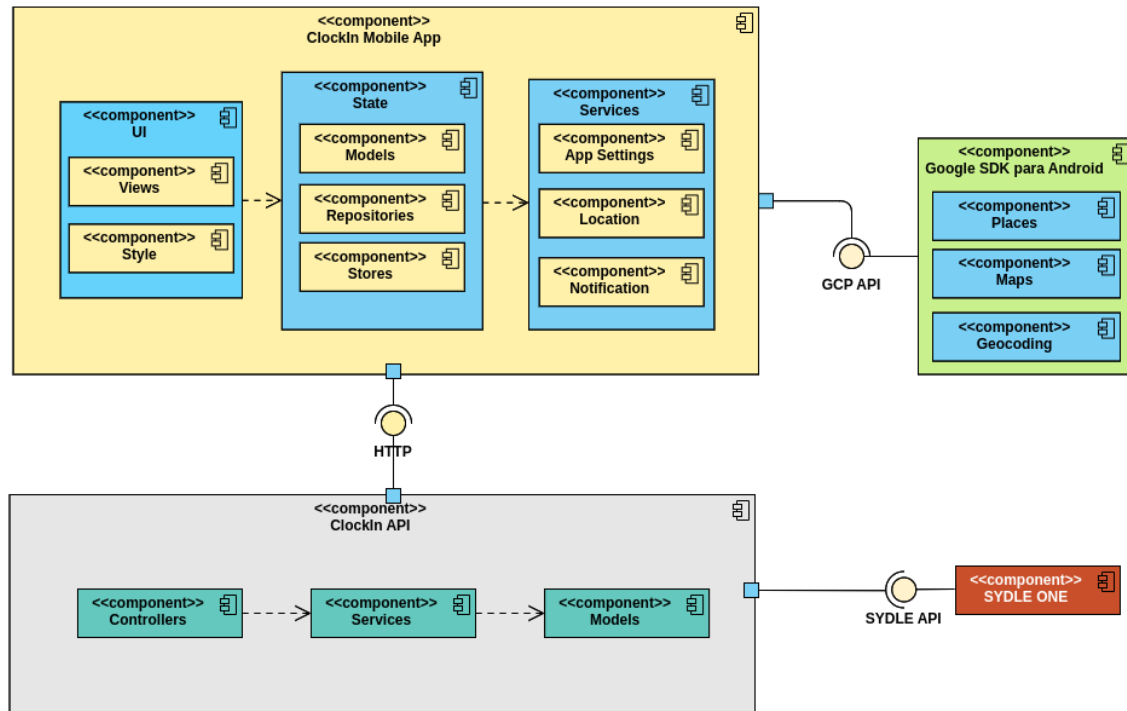 <<component>>
ClockIn Mobile App
<<component>>
UI
<<component>>
Views
<<component>>
Style
<<component>>
State
<<component>>
Models
<<component>>
Repositories
<<component>>
Stores
<<component>>
Services
<<component>>
App Settings
<<component>>
Location
<<component>>
Notification
GCP API
<<component>>
Google SDK para Android
<<component>>
Places
<<component>>
Maps
<<component>>
Geocoding
HTTP
<<component>>
ClockIn API
<<component>>
Controllers
<<component>>
Services
<<component>>
Models
SYDLE API
<<component>>
SYDLE ONE